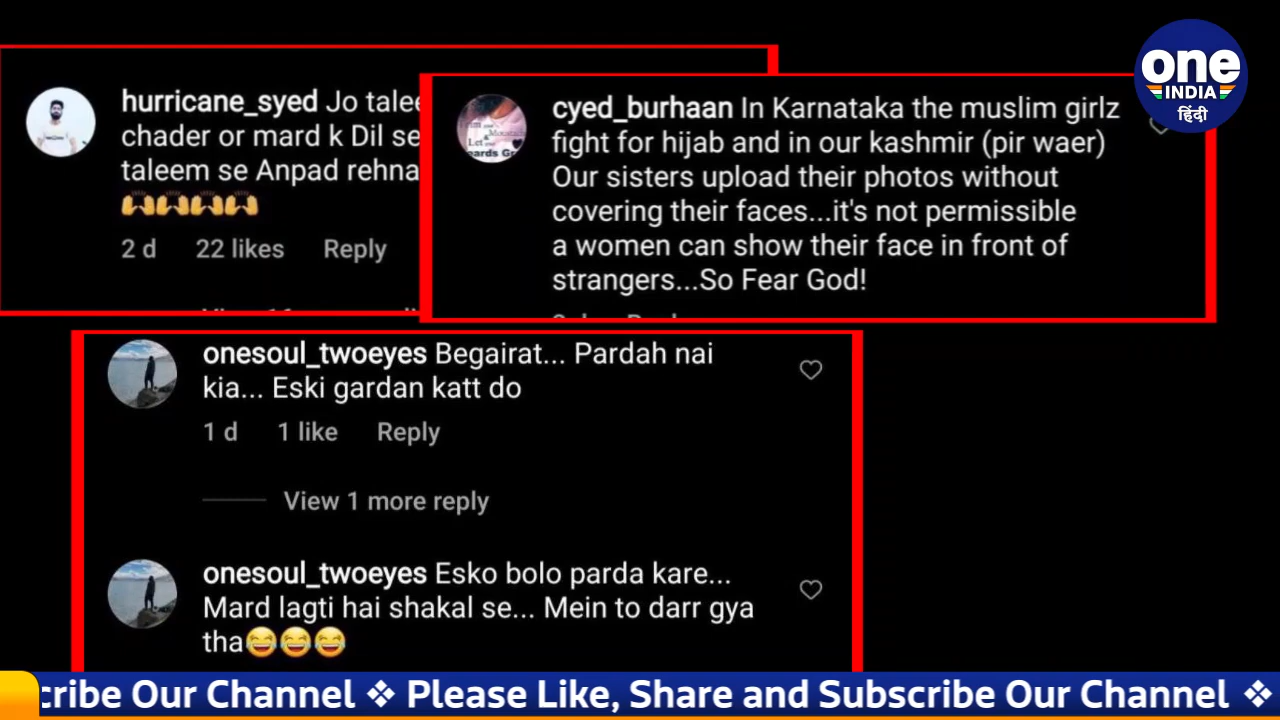 one
INDIA
हिंदी
hurricane_syed Jo
chader or mard k Dil se
taleem se Anpad rehna
🙌🙌🙌🙌
2 d 22 likes Reply
cyed_burhaan In Karnataka the muslim girlz
fight for hijab and in our kashmir (pir waer)
Our sisters upload their photos without
covering their faces...it's not permissible
a women can show their face in front of
strangers...So Fear God!
onesoul_twoeyes Begairat... Pardah nai
kia... Eski gardan katt do
1 d 1 like Reply
View 1 more reply
onesoul_twoeyes Esko bolo parda kare...
Mard lagti hai shakal se... Mein to darr gya
tha😂😂😂
cribe Our Channel ❖ Please Like, Share and Subscribe Our Channel ❖